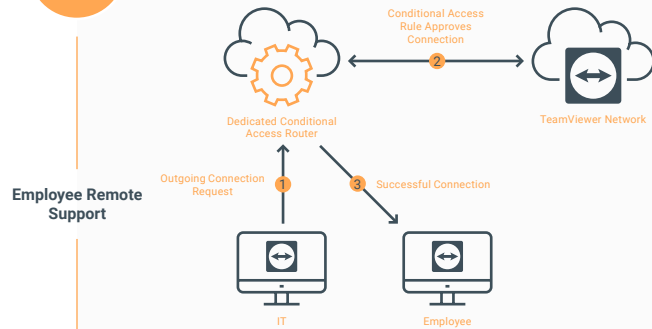 Conditional Access
Rule Approves
Connection
2
Dedicated Conditional
Access Router
TeamViewer Network
Outgoing Connection
Request
1
3
Successful Connection
Employee Remote
Support
IT
Employee